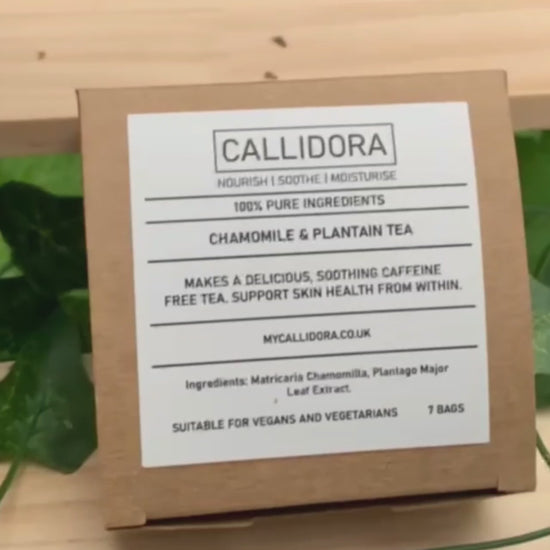 CALLIDORA
NOURISH | SOOTHE | MOISTURISE
100% PURE INGREDIENTS
CHAMOMILE & PLANTAIN TEA
MAKES A DELICIOUS, SOOTHING CAFFEINE
FREE TEA. SUPPORT SKIN HEALTH FROM WITHIN.
MYCALLIDORA.CO.UK
Ingredients: Matricaria Chamomilla, Plantago Major
Leaf Extract.
SUITABLE FOR VEGANS AND VEGETARIANS 7 BAGS